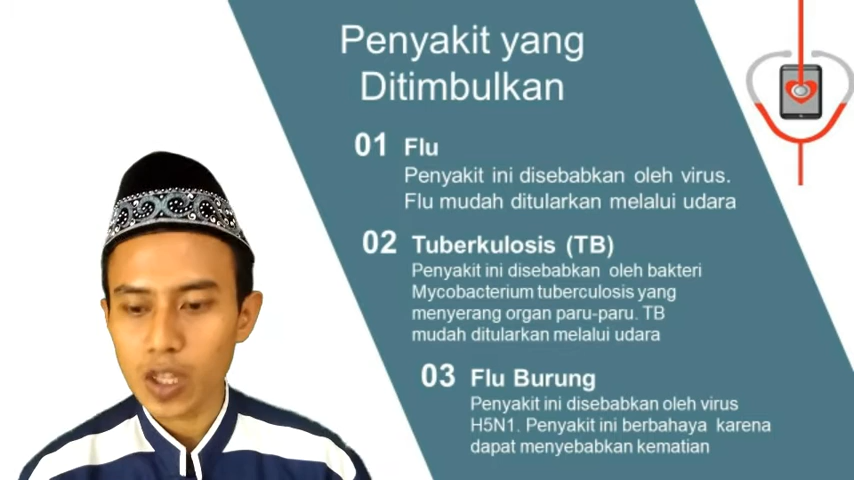 Penyakit yang
Ditimbulkan
01 Flu
Penyakit ini disebabkan oleh virus.
Flu mudah ditularkan melalui udara
02 Tuberkulosis (TB)
Penyakit ini disebabkan oleh bakteri
Mycobacterium tuberculosis yang
menyerang organ paru-paru. TB
mudah ditularkan melalui udara
03 Flu Burung
Penyakit ini disebabkan oleh virus
H5N1. Penyakit ini berbahaya karena
dapat menyebabkan kematian